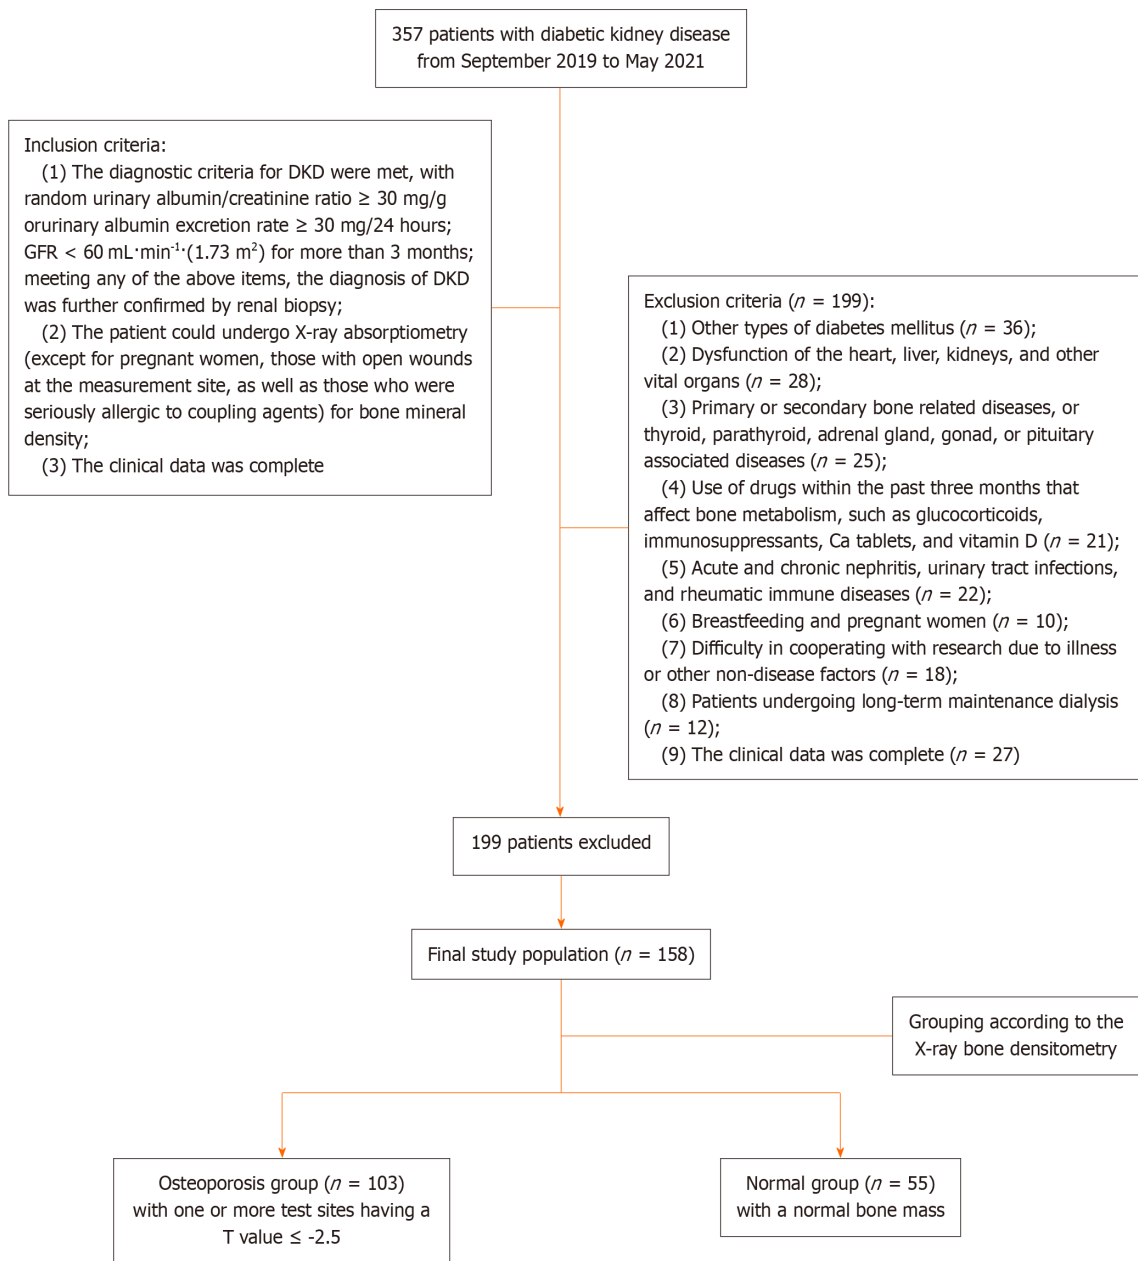 357 patients with diabetic kidney disease
from September 2019 to May 2021
Inclusion criteria:
(1) The diagnostic criteria for DKD were met, with
random urinary albumin/creatinine ratio ≥ 30 mg/g
orurinary albumin excretion rate ≥ 30 mg/24 hours;
GFR < 60 mL·min⁻¹·(1.73 m²) for more than 3 months;
meeting any of the above items, the diagnosis of DKD
was further confirmed by renal biopsy;
(2) The patient could undergo X-ray absorptiometry
(except for pregnant women, those with open wounds
at the measurement site, as well as those who were
seriously allergic to coupling agents) for bone mineral
density;
(3) The clinical data was complete
Exclusion criteria (n = 199):
(1) Other types of diabetes mellitus (n = 36);
(2) Dysfunction of the heart, liver, kidneys, and other
vital organs (n = 28);
(3) Primary or secondary bone related diseases, or
thyroid, parathyroid, adrenal gland, gonad, or pituitary
associated diseases (n = 25);
(4) Use of drugs within the past three months that
affect bone metabolism, such as glucocorticoids,
immunosuppressants, Ca tablets, and vitamin D (n = 21);
(5) Acute and chronic nephritis, urinary tract infections,
and rheumatic immune diseases (n = 22);
(6) Breastfeeding and pregnant women (n = 10);
(7) Difficulty in cooperating with research due to illness
or other non-disease factors (n = 18);
(8) Patients undergoing long-term maintenance dialysis
(n = 12);
(9) The clinical data was complete (n = 27)
199 patients excluded
Final study population (n = 158)
Grouping according to the
X-ray bone densitometry
Osteoporosis group (n = 103)
with one or more test sites having a
T value ≤ -2.5
Normal group (n = 55)
with a normal bone mass